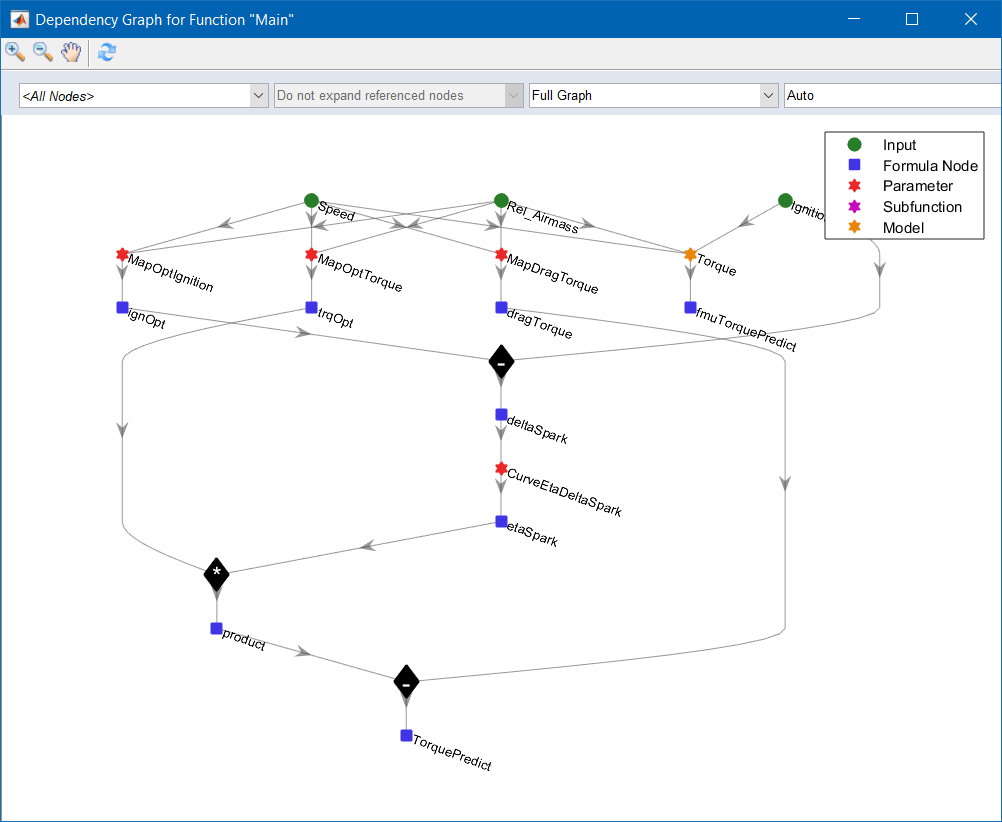 Dependency Graph for Function "Main"
<All Nodes>
Do not expand referenced nodes
Full Graph
Auto
Input
Formula Node
Parameter
Subfunction
Model
Speed
Rel_Airmass
Ignitio
MapOptIgnition
MapOptTorque
MapDragTorque
Torque
ignOpt
trqOpt
dragTorque
fmuTorquePredict
-
deltaSpark
CurveEtaDeltaSpark
etaSpark
*
product
-
TorquePredict